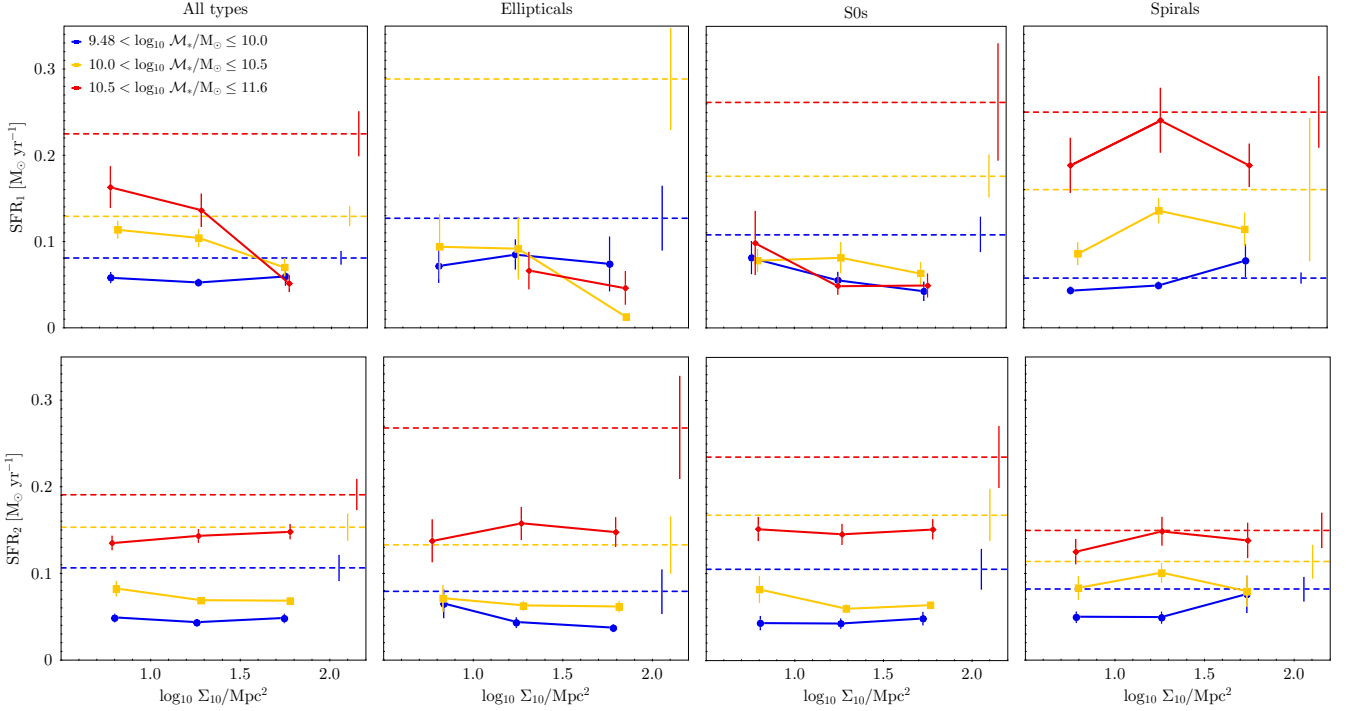 All types
Ellipticals
S0s
Spirals
9.48 < log₁₀ ℳ*/M⊙ ≤ 10.0
10.0 < log₁₀ ℳ*/M⊙ ≤ 10.5
10.5 < log₁₀ ℳ*/M⊙ ≤ 11.6
SFR₁ [M⊙ yr⁻¹]
0.3
0.2
0.1
0
SFR₂ [M⊙ yr⁻¹]
0.3
0.2
0.1
0
1.0 1.5 2.0
1.0 1.5 2.0
1.0 1.5 2.0
1.0 1.5 2.0
log₁₀ Σ₁₀/Mpc²
log₁₀ Σ₁₀/Mpc²
log₁₀ Σ₁₀/Mpc²
log₁₀ Σ₁₀/Mpc²